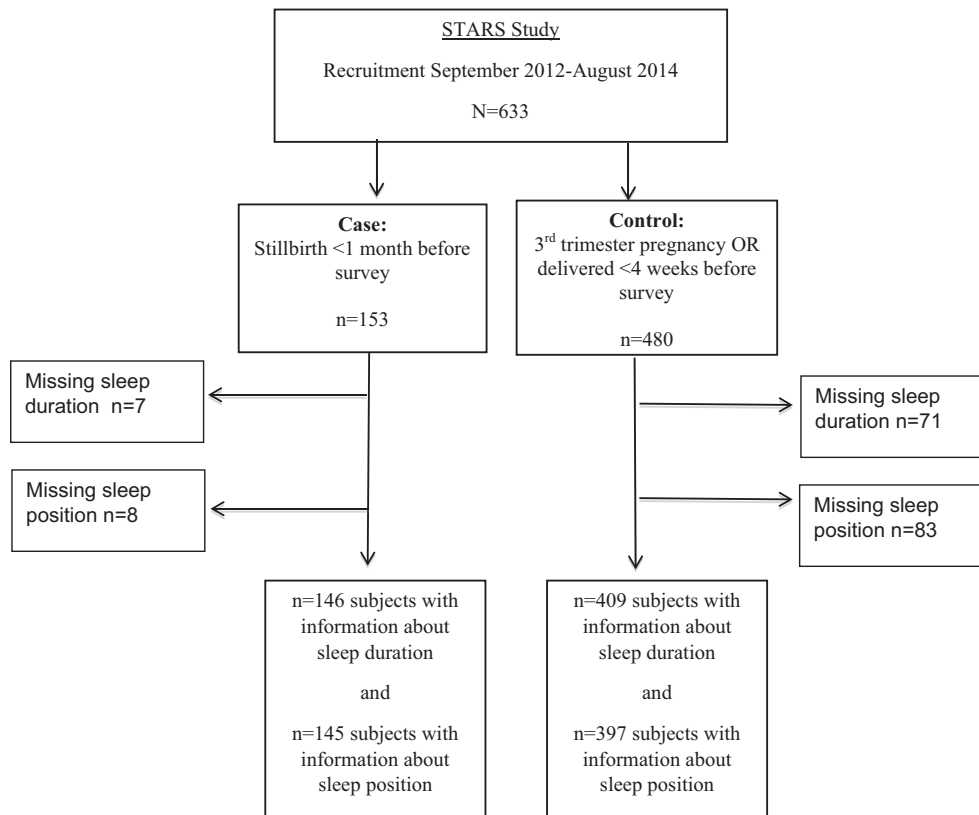 STARS Study
Recruitment September 2012-August 2014
N=633
Case:
Stillbirth <1 month before
survey
n=153
Control:
3rd trimester pregnancy OR
delivered <4 weeks before
survey
n=480
Missing sleep
duration n=7
Missing sleep
duration n=71
Missing sleep
position n=8
Missing sleep
position n=83
n=146 subjects with
information about
sleep duration
and
n=145 subjects with
information about
sleep position
n=409 subjects with
information about
sleep duration
and
n=397 subjects with
information about
sleep position